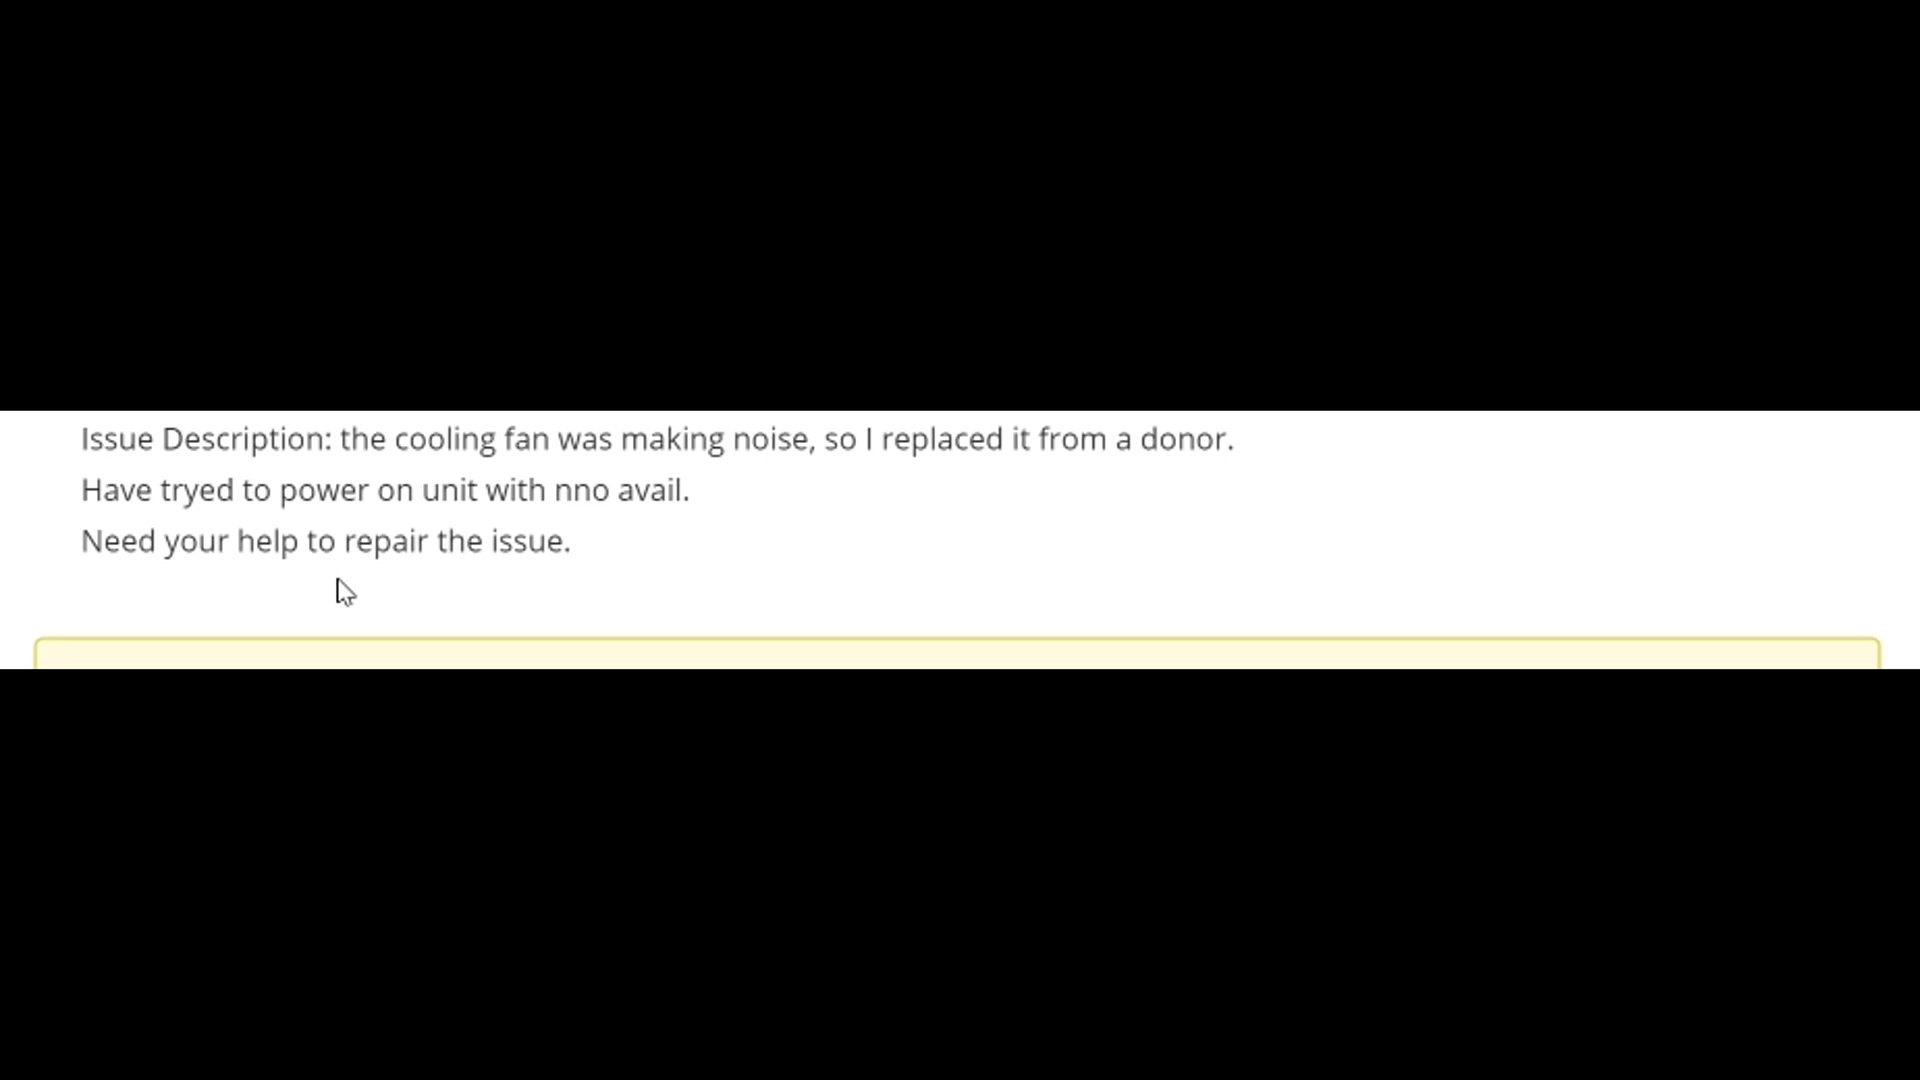 Issue Description: the cooling fan was making noise, so I replaced it from a donor.
Have tryed to power on unit with nno avail.
Need your help to repair the issue.